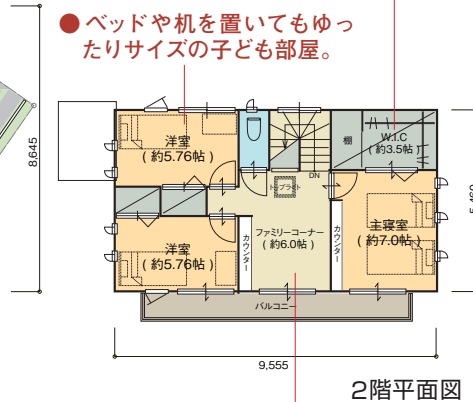 ● ベッドや机を置いてもゆっ
たりサイズの子ども部屋。
8,645
洋室
(約5.76帖)
棚
W.I.C
(約3.5帖)
DN
トップライト
5,460
ファミリーコーナー
(約6.0帖)
カウンター
カウンター
主寝室
(約7.0帖)
洋室
(約5.76帖)
バルコニー
9,555
2階平面図